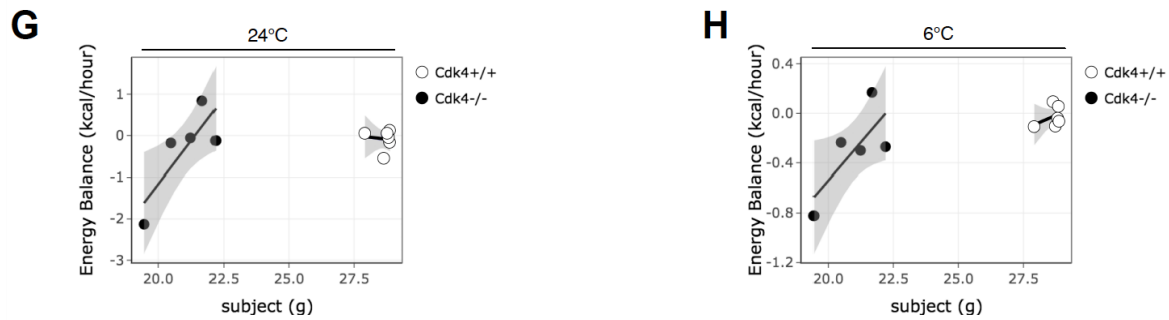 G
24°C
Energy Balance (kcal/hour)
1
0
-1
-2
-3
20.0 22.5 25.0 27.5
subject (g)
Cdk4+/+
Cdk4-/-
H
6°C
Energy Balance (kcal/hour)
0.4
0.0
-0.4
-0.8
-1.2
20.0 22.5 25.0 27.5
subject (g)
Cdk4+/+
Cdk4-/-